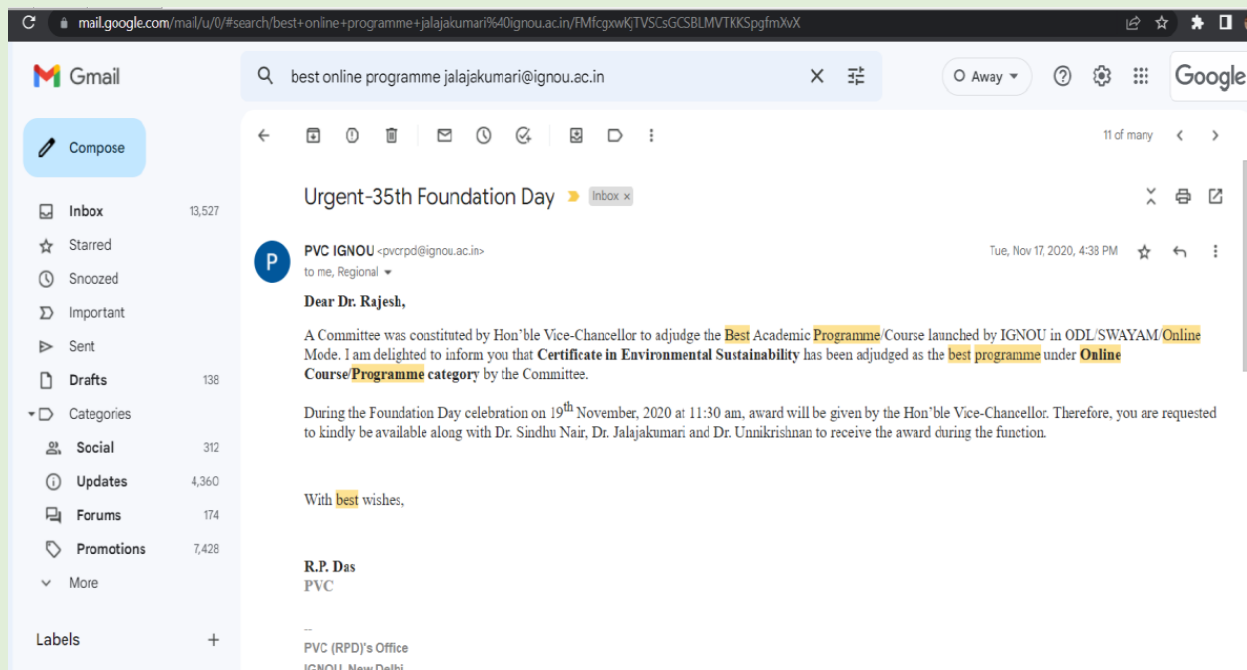 mail.google.com/mail/u/0/#search/best+online+programme+jalajakumari%40ignou.ac.in/FMfcgxwKjTVSCsGCSBLMVTKKSpgfmXvX
Gmail
best online programme jalajakumari@ignou.ac.in
Away
Google
Compose
11 of many
Urgent-35th Foundation Day
Inbox x
Inbox 13,527
Starred
Snoozed
Important
Sent
Drafts 138
Categories
Social 312
Updates 4,360
Forums 174
Promotions 7,428
More
Labels +
P
PVC IGNOU <pvcrpd@ignou.ac.in>
Tue, Nov 17, 2020, 4:38 PM
to me, Regional
Dear Dr. Rajesh,
A Committee was constituted by Hon'ble Vice-Chancellor to adjudge the Best Academic Programme/Course launched by IGNOU in ODL/SWAYAM/Online
Mode. I am delighted to inform you that Certificate in Environmental Sustainability has been adjudged as the best programme under Online
Course/Programme category by the Committee.
During the Foundation Day celebration on 19th November, 2020 at 11:30 am, award will be given by the Hon'ble Vice-Chancellor. Therefore, you are requested
to kindly be available along with Dr. Sindhu Nair, Dr. Jalajakumari and Dr. Unnikrishnan to receive the award during the function.
With best wishes,
R.P. Das
PVC
--
PVC (RPD)'s Office
IGNOU, New Delhi